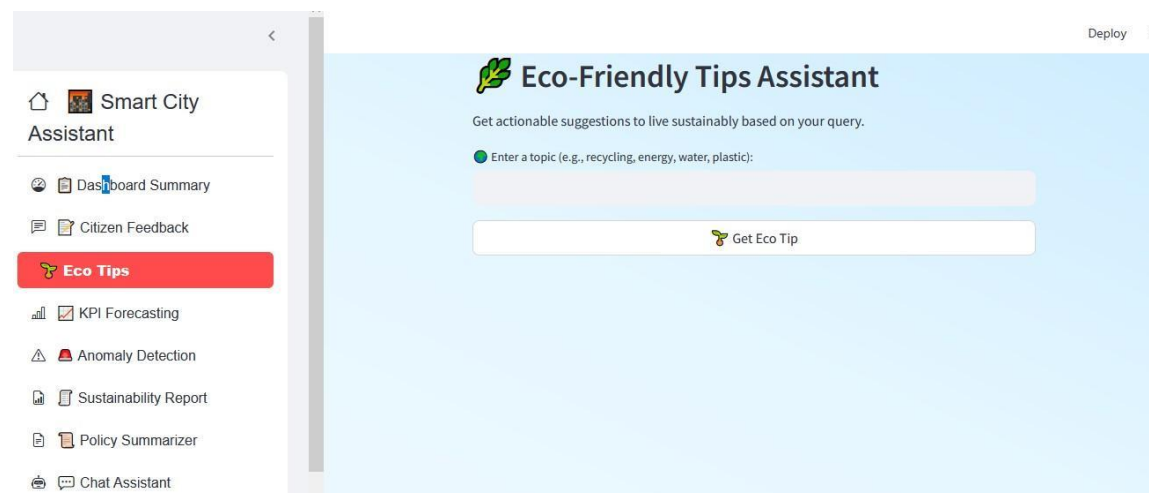 Deploy
Smart City
Assistant
Dashboard Summary
Citizen Feedback
Eco Tips
KPI Forecasting
Anomaly Detection
Sustainability Report
Policy Summarizer
Chat Assistant
Eco-Friendly Tips Assistant
Get actionable suggestions to live sustainably based on your query.
Enter a topic (e.g., recycling, energy, water, plastic):
Get Eco Tip